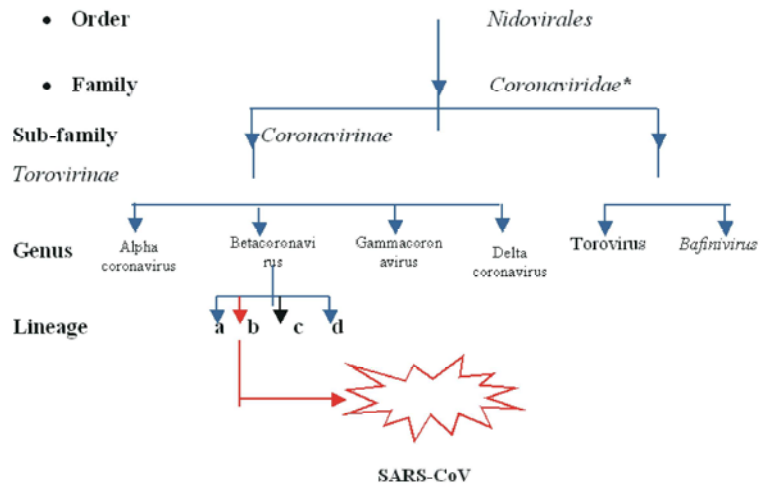 • Order Nidovirales
• Family Coronaviridae*
Sub-family Coronavirinae
Torovirinae
Genus
Alpha
coronavirus
Betacoronavi
rus
Gammacoron
avirus
Delta
coronavirus
Torovirus
Bafinivirus
Lineage a b c d
SARS-CoV